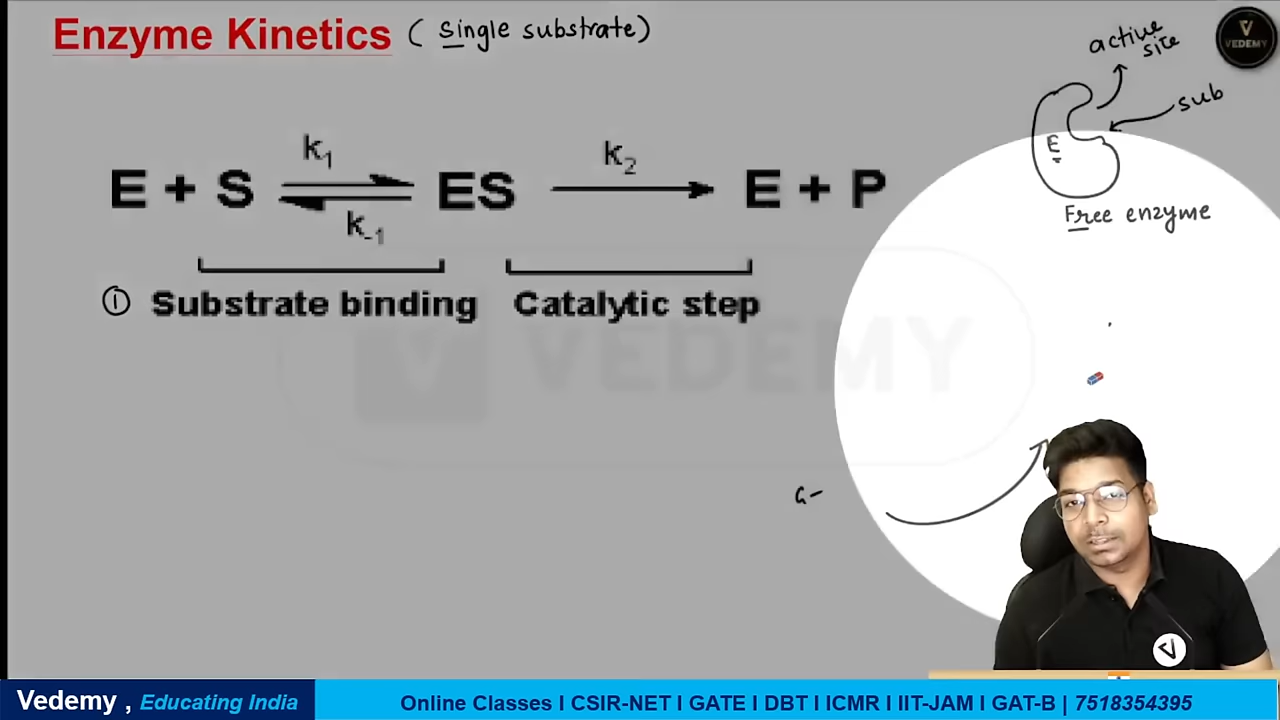 Enzyme Kinetics ( Single substrate)
active site
VEDEMY
sub
E
Free enzyme
k1
k2
E + S ES E + P
k-1
① Substrate binding Catalytic step
VEDEMY
Vedemy , Educating India
Online Classes I CSIR-NET I GATE I DBT I ICMR I IIT-JAM I GAT-B | 7518354395